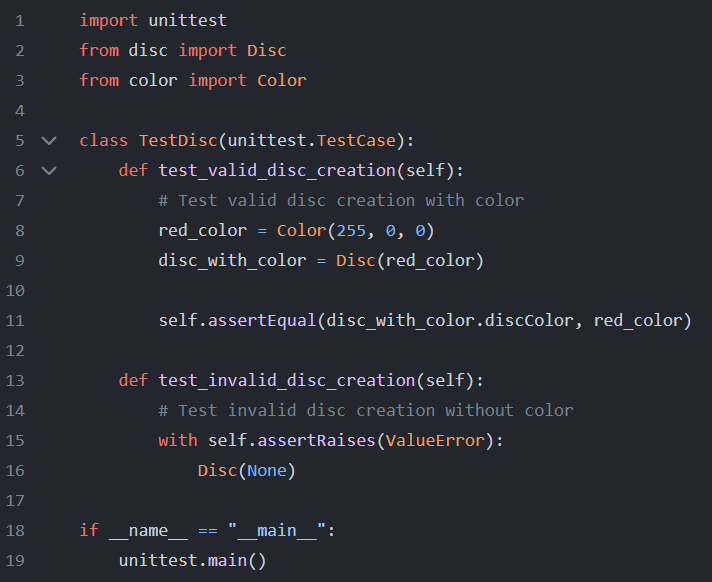 1 import unittest
2 from disc import Disc
3 from color import Color
4
5 class TestDisc(unittest.TestCase):
6     def test_valid_disc_creation(self):
7         # Test valid disc creation with color
8         red_color = Color(255, 0, 0)
9         disc_with_color = Disc(red_color)
10
11         self.assertEqual(disc_with_color.discColor, red_color)
12
13     def test_invalid_disc_creation(self):
14         # Test invalid disc creation without color
15         with self.assertRaises(ValueError):
16             Disc(None)
17
18 if __name__ == "__main__":
19     unittest.main()